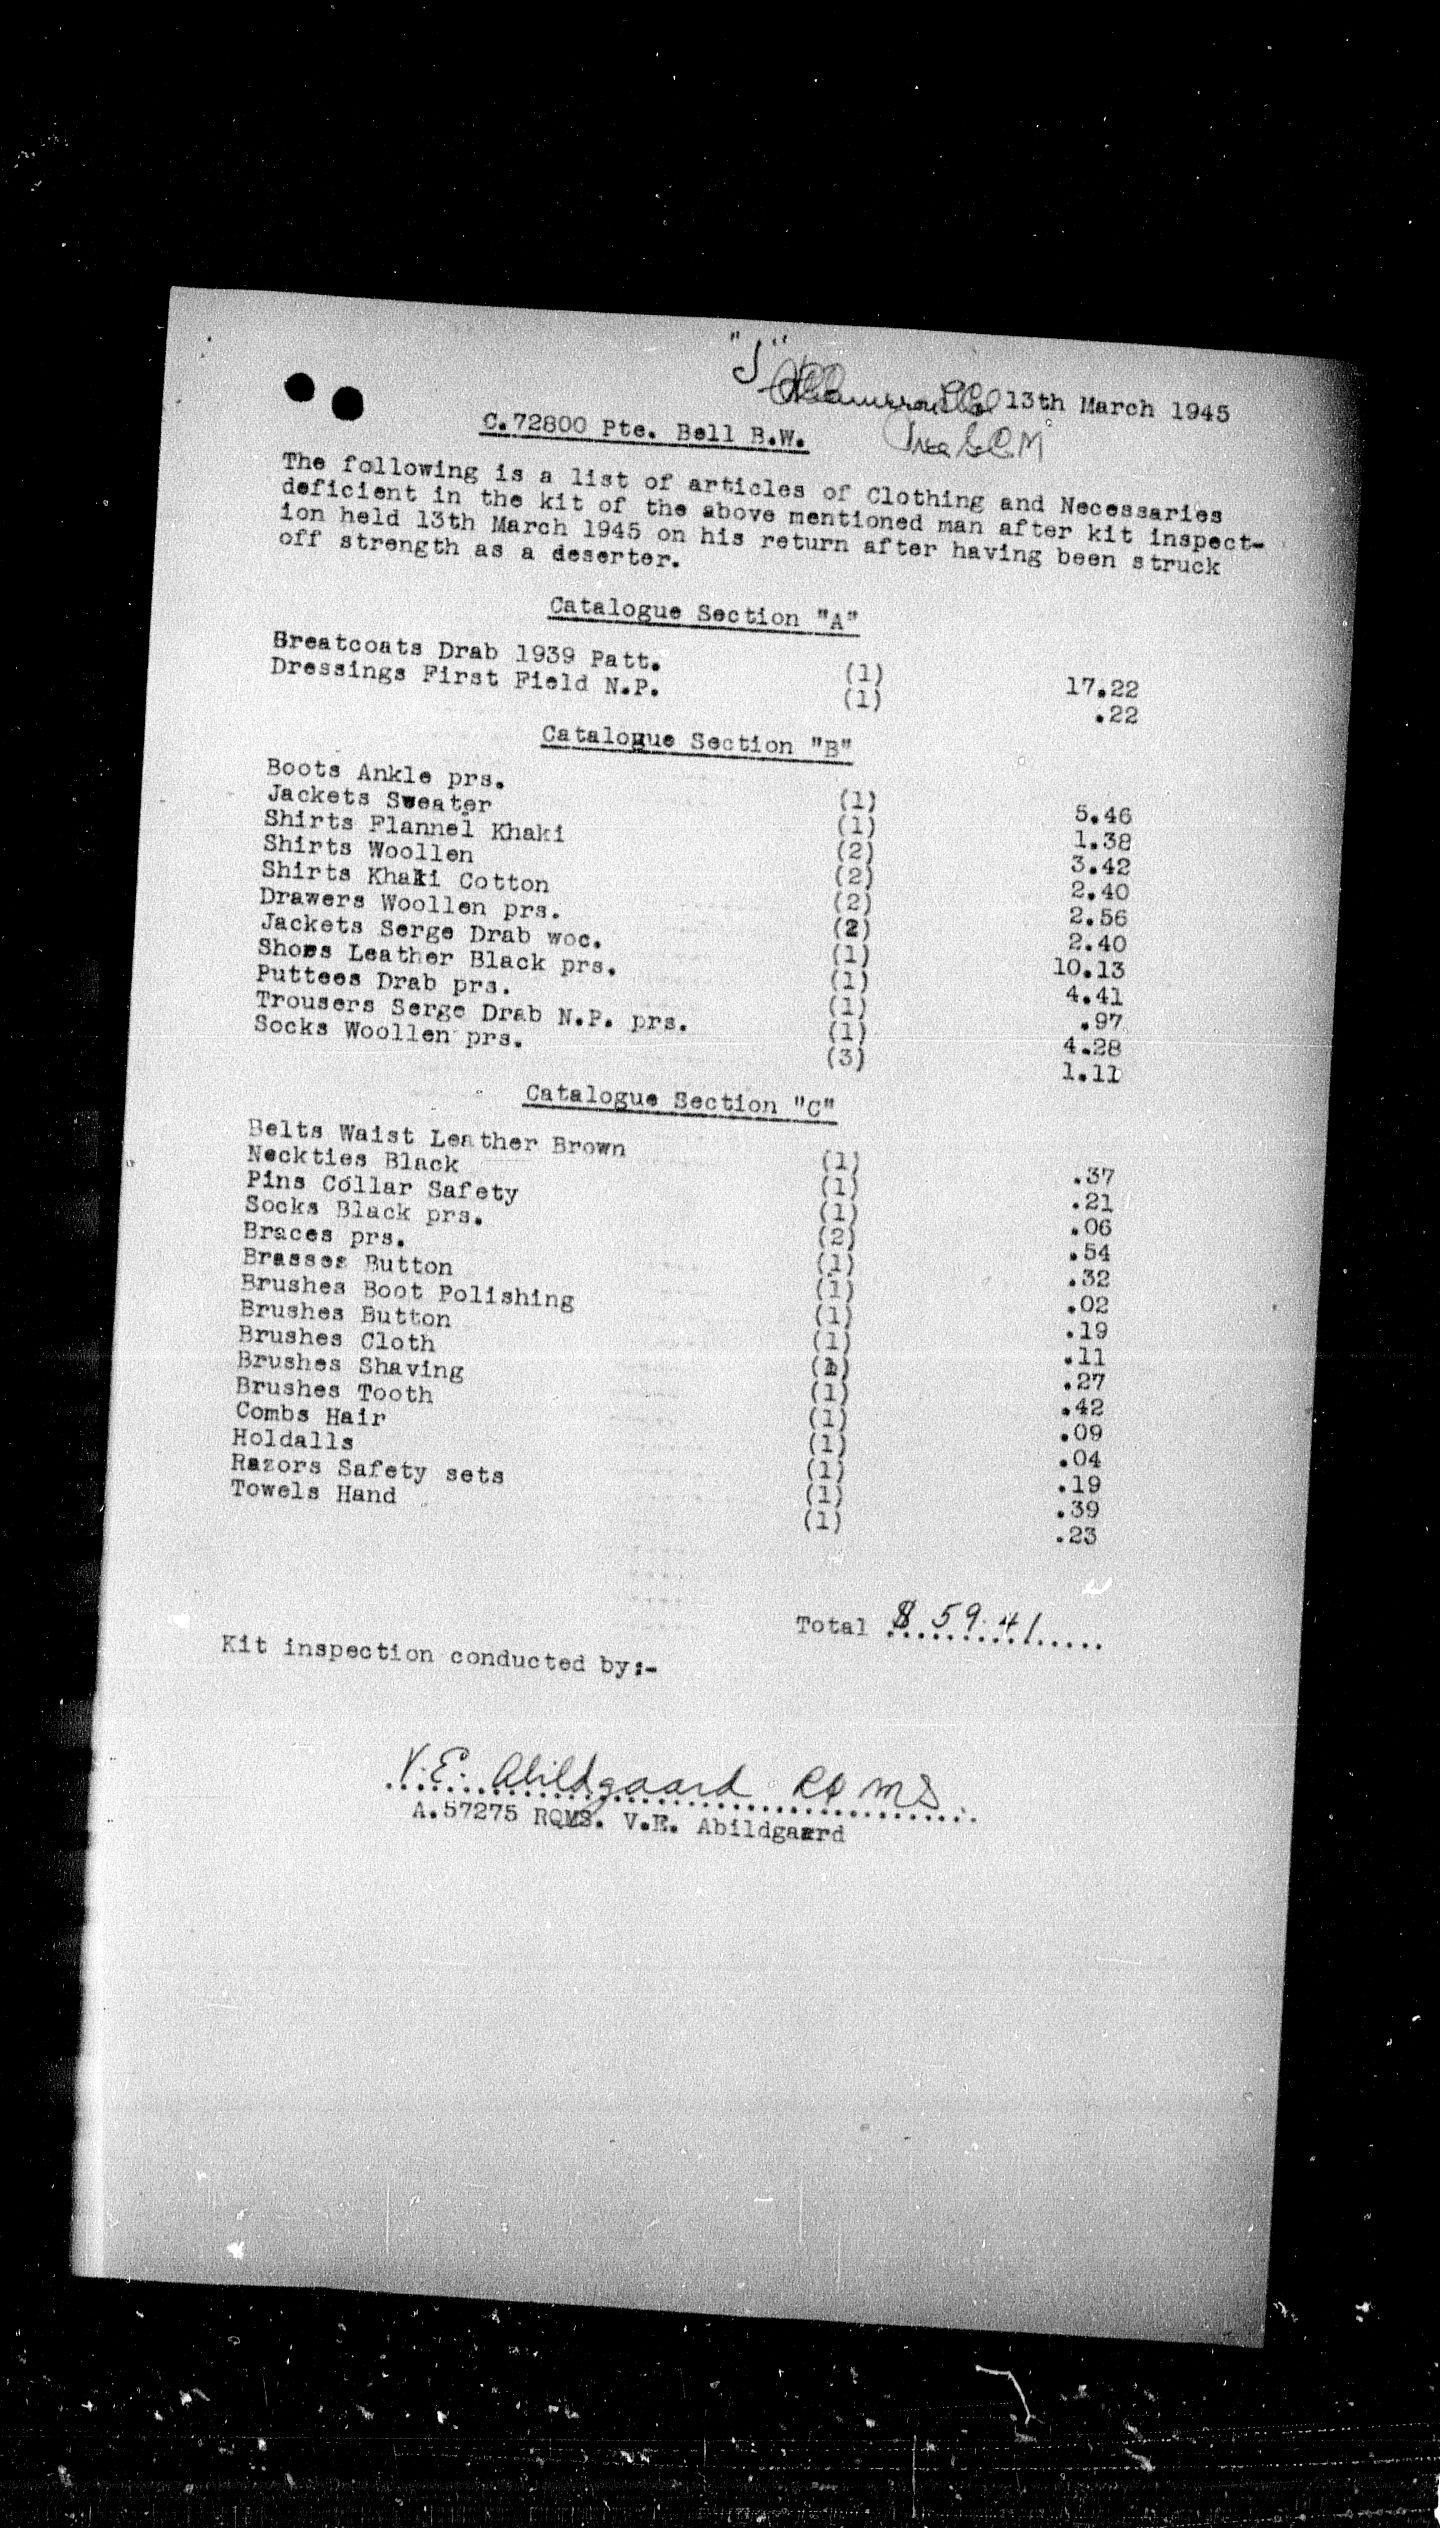 "J"
13th March 1945
C.72800 Pte. Bell B.W.
The following is a list of articles of Clothing and Necessaries
deficient in the kit of the above mentioned man after kit inspect-
ion held 13th March 1945 on his return after having been struck
off strength as a deserter.
Catalogue Section "A"
Greatcoats Drab 1939 Patt. (1) 17.22
Dressings First Field N.P. (1) .22
Catalogue Section "B"
Boots Ankle prs. (1) 5.46
Jackets Sweater (1) 1.38
Shirts Flannel Khaki (2) 3.42
Shirts Woollen (2) 2.40
Shirts Khaki Cotton (2) 2.56
Drawers Woollen prs. (2) 2.40
Jackets Serge Drab woc. (1) 10.13
Shoes Leather Black prs. (1) 4.41
Puttees Drab prs. (1) .97
Trousers Serge Drab N.P. prs. (1) 4.28
Socks Woollen prs. (3) 1.11
Catalogue Section "C"
Belts Waist Leather Brown (1) .37
Neckties Black (1) .21
Pins Collar Safety (1) .06
Socks Black prs. (2) .54
Braces prs. (1) .32
Brasses Button (1) .02
Brushes Boot Polishing (1) .19
Brushes Button (1) .11
Brushes Cloth (1) .27
Brushes Shaving (1) .42
Brushes Tooth (1) .09
Combs Hair (1) .04
Holdalls (1) .19
Razors Safety sets (1) .39
Towels Hand (1) .23
Total $ 59.41
Kit inspection conducted by:-
V.E. Abildgaard RQMS.
A.57275 RQMS. V.E. Abildgaard